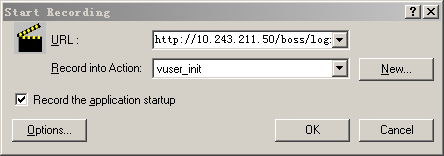 Start Recording
URL :
http://10.243.211.50/boss/log
Record into Action:
vuser_init
New...
Record the application startup
Options...
OK
Cancel